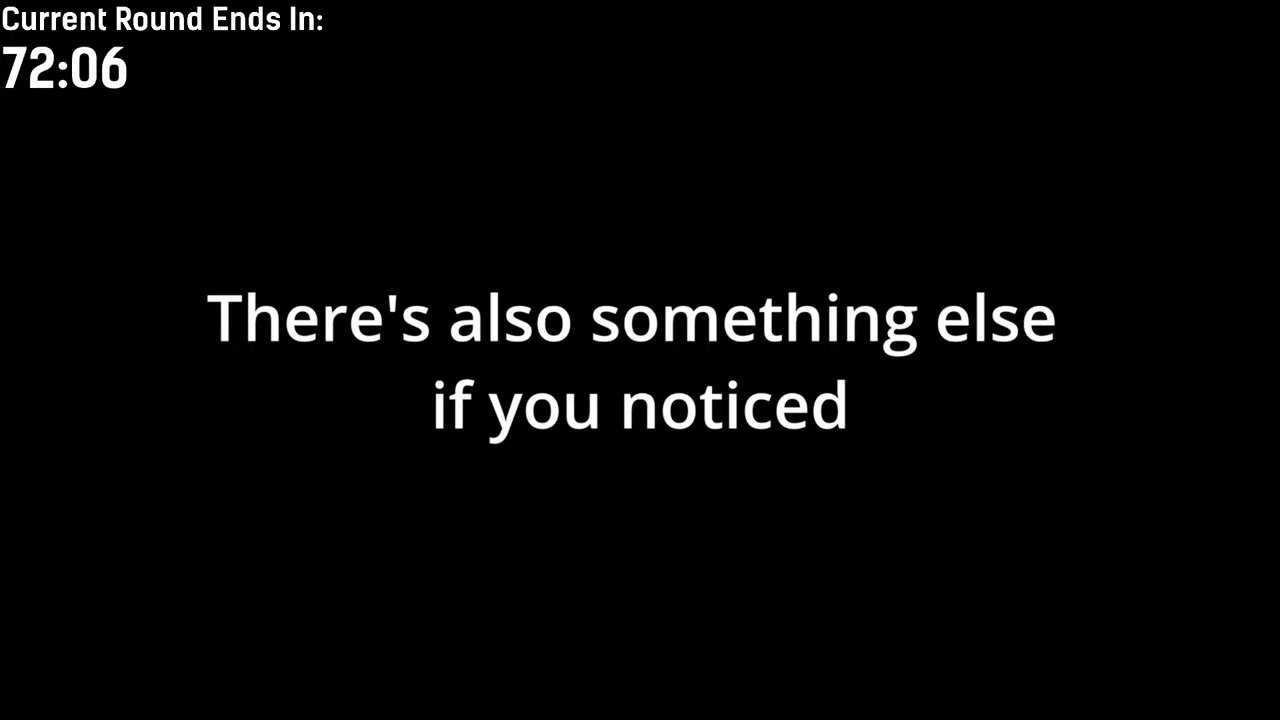 Current Round Ends In:
72:06
There's also something else
if you noticed